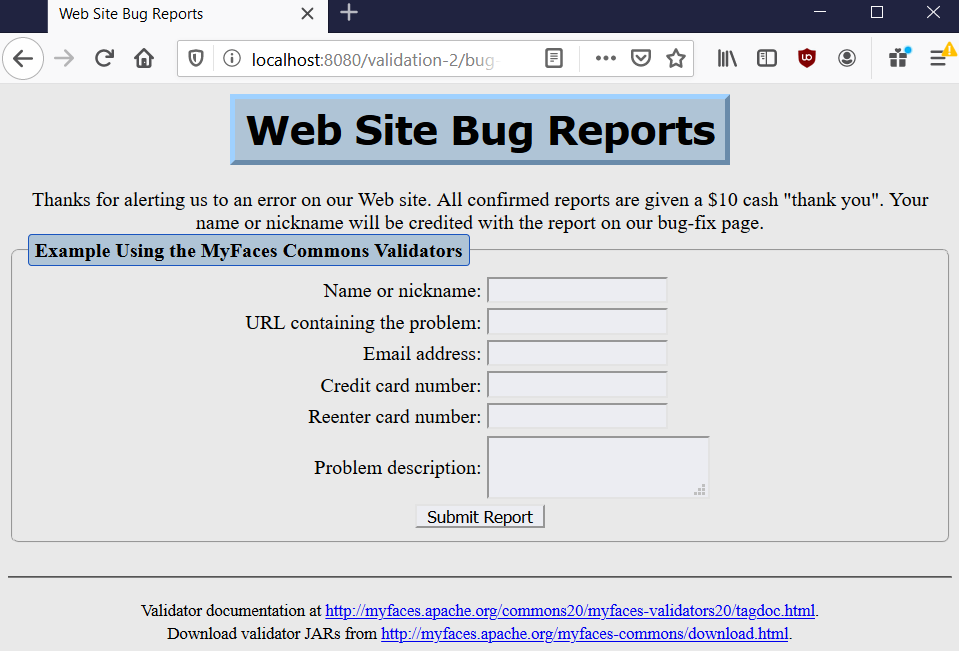 Web Site Bug Reports
localhost:8080/validation-2/bug-
Web Site Bug Reports
Thanks for alerting us to an error on our Web site. All confirmed reports are given a $10 cash "thank you". Your
name or nickname will be credited with the report on our bug-fix page.
Example Using the MyFaces Commons Validators
Name or nickname:
URL containing the problem:
Email address:
Credit card number:
Reenter card number:
Problem description:
Submit Report
Validator documentation at http://myfaces.apache.org/commons20/myfaces-validators20/tagdoc.html.
Download validator JARs from http://myfaces.apache.org/myfaces-commons/download.html.